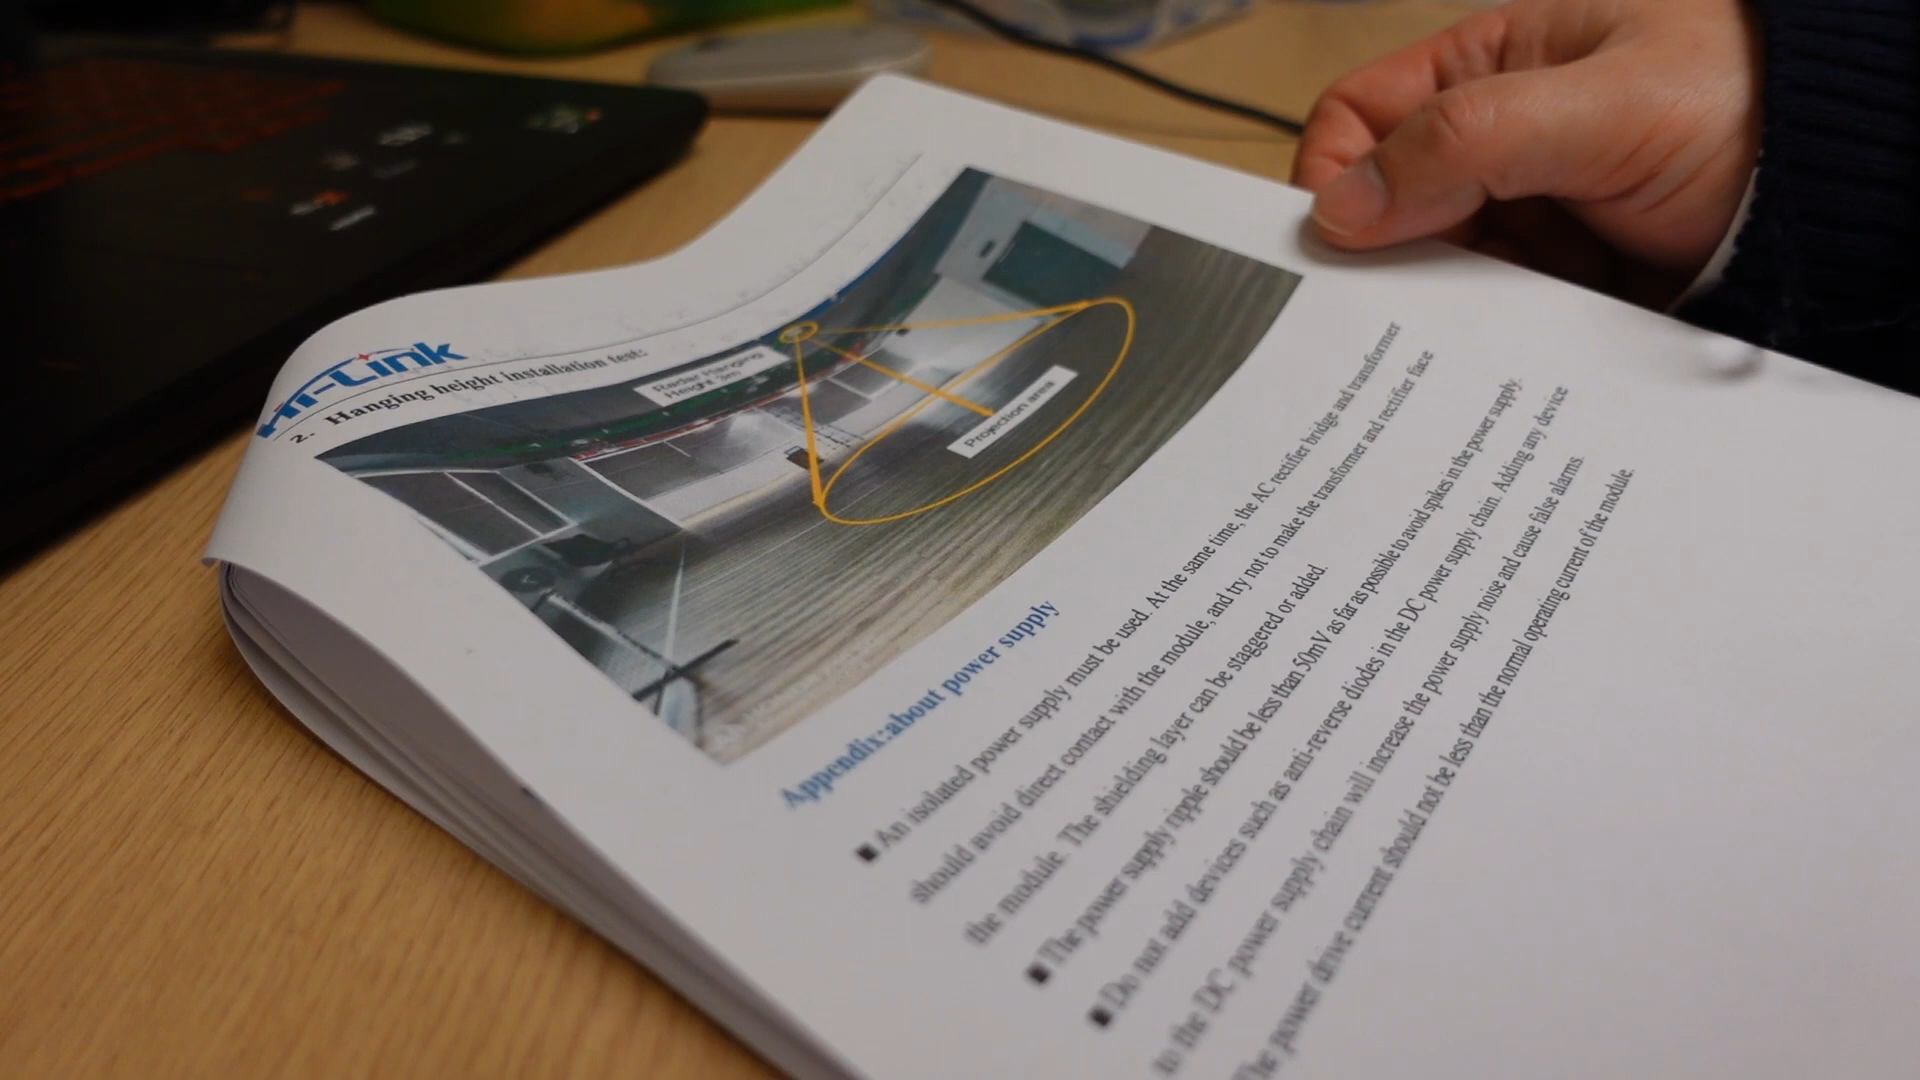 Hi-Link
2. Hanging height installation test:
Radar Hanging
Height 3m
Projection area
Appendix:about power supply
■ An isolated power supply must be used. At the same time, the AC rectifier bridge and transformer
should avoid direct contact with the module, and try not to make the transformer and rectifier face
the module. The shielding layer can be staggered or added.
■ The power supply ripple should be less than 50mV as far as possible to avoid spikes in the power supply.
■ Do not add devices such as anti-reverse diodes in the DC power supply chain. Adding any device
to the DC power supply chain will increase the power supply noise and cause false alarms.
The power drive current should not be less than the normal operating current of the module.